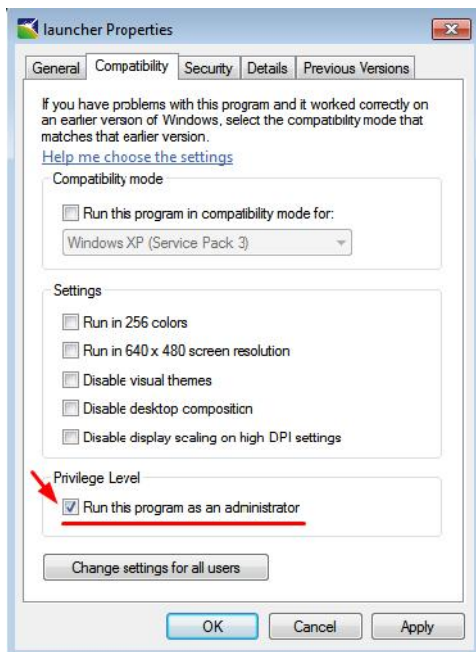 launcher Properties
General Compatibility Security Details Previous Versions
If you have problems with this program and it worked correctly on
an earlier version of Windows, select the compatibility mode that
matches that earlier version.
Help me choose the settings
Compatibility mode
Run this program in compatibility mode for:
Windows XP (Service Pack 3)
Settings
Run in 256 colors
Run in 640 x 480 screen resolution
Disable visual themes
Disable desktop composition
Disable display scaling on high DPI settings
Privilege Level
Run this program as an administrator
Change settings for all users
OK Cancel Apply